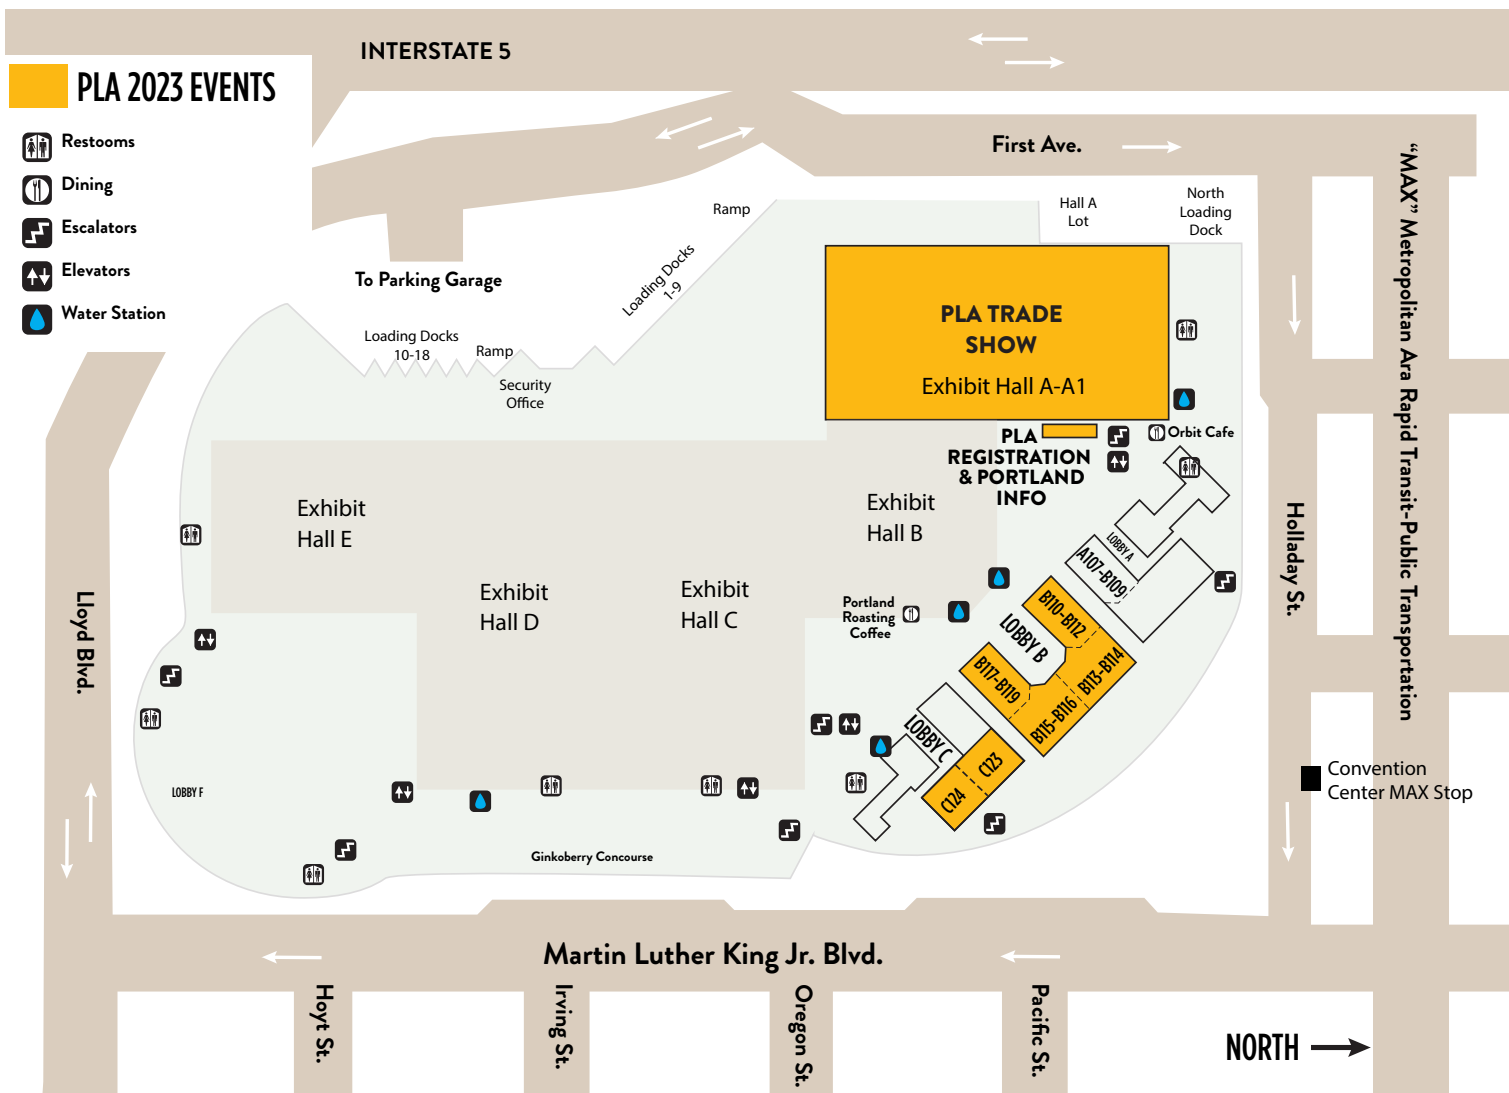 INTERSTATE 5
PLA 2023 EVENTS
Restooms
Dining
Escalators
Elevators
Water Station
First Ave.
"MAX" Metropolitan Ara Rapid Transit-Public Transportation
Ramp
Hall A
Lot
North
Loading
Dock
To Parking Garage
Loading Docks
1-9
Loading Docks
10-18
Ramp
Security
Office
PLA TRADE
SHOW
Exhibit Hall A-A1
PLA
REGISTRATION
& PORTLAND
INFO
Orbit Cafe
Exhibit
Hall E
Exhibit
Hall B
Exhibit
Hall D
Exhibit
Hall C
Portland
Roasting
Coffee
LOBBY A
A107-B109
B110-B112
LOBBY B
B113-B114
B117-B119
B115-B116
LOBBY C
C123
C124
Holladay St.
Lloyd Blvd.
LOBBY F
Ginkoberry Concourse
Convention
Center MAX Stop
Martin Luther King Jr. Blvd.
Hoyt St.
Irving St.
Oregon St.
Pacific St.
NORTH